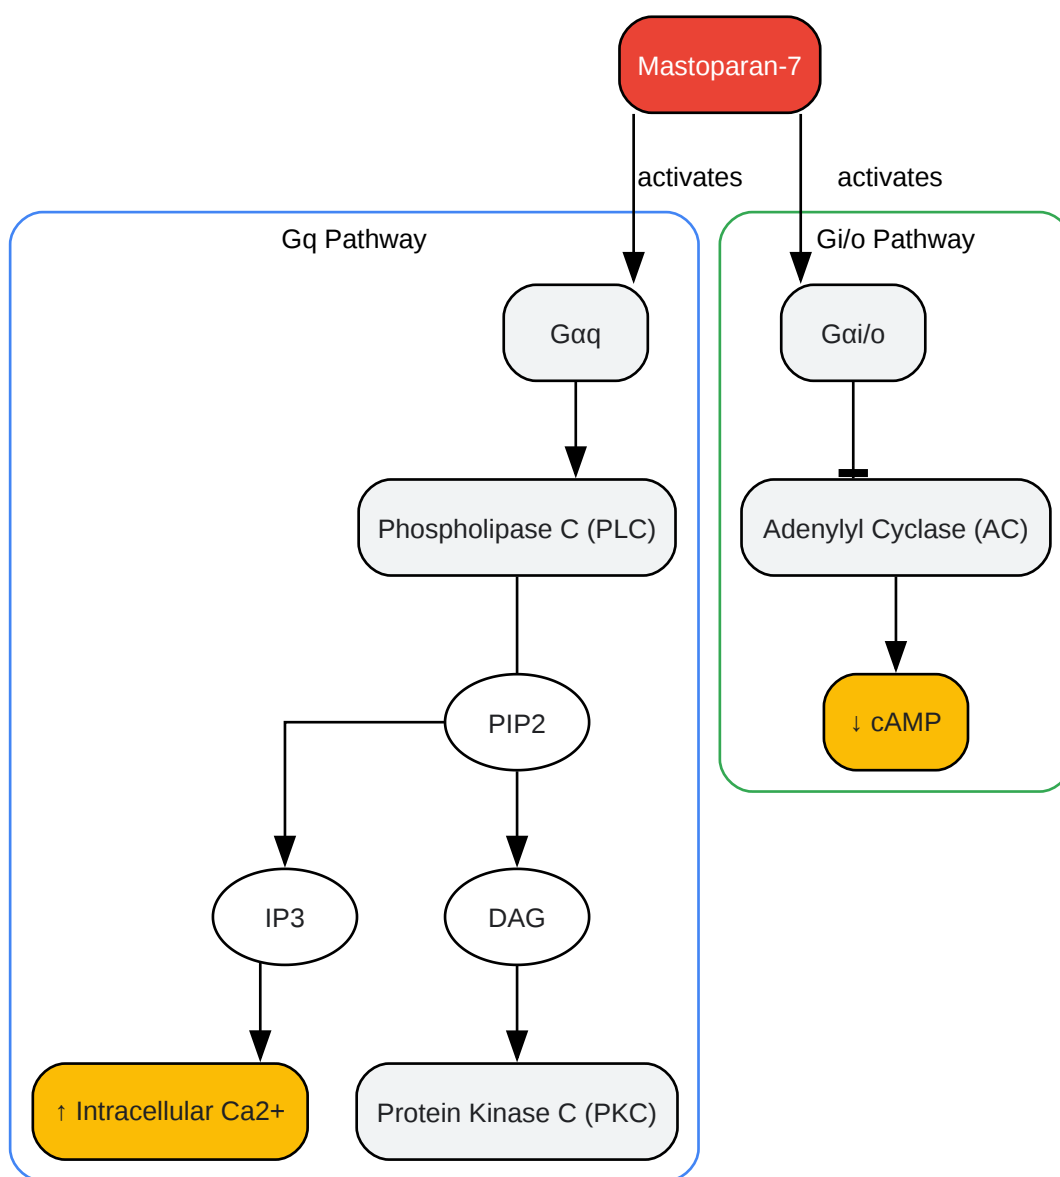 Mastoparan-7
activates
activates
Gq Pathway
Gi/o Pathway
Gαq
Gαi/o
Phospholipase C (PLC)
Adenylyl Cyclase (AC)
PIP2
↓ cAMP
IP3
DAG
↑ Intracellular Ca2+
Protein Kinase C (PKC)